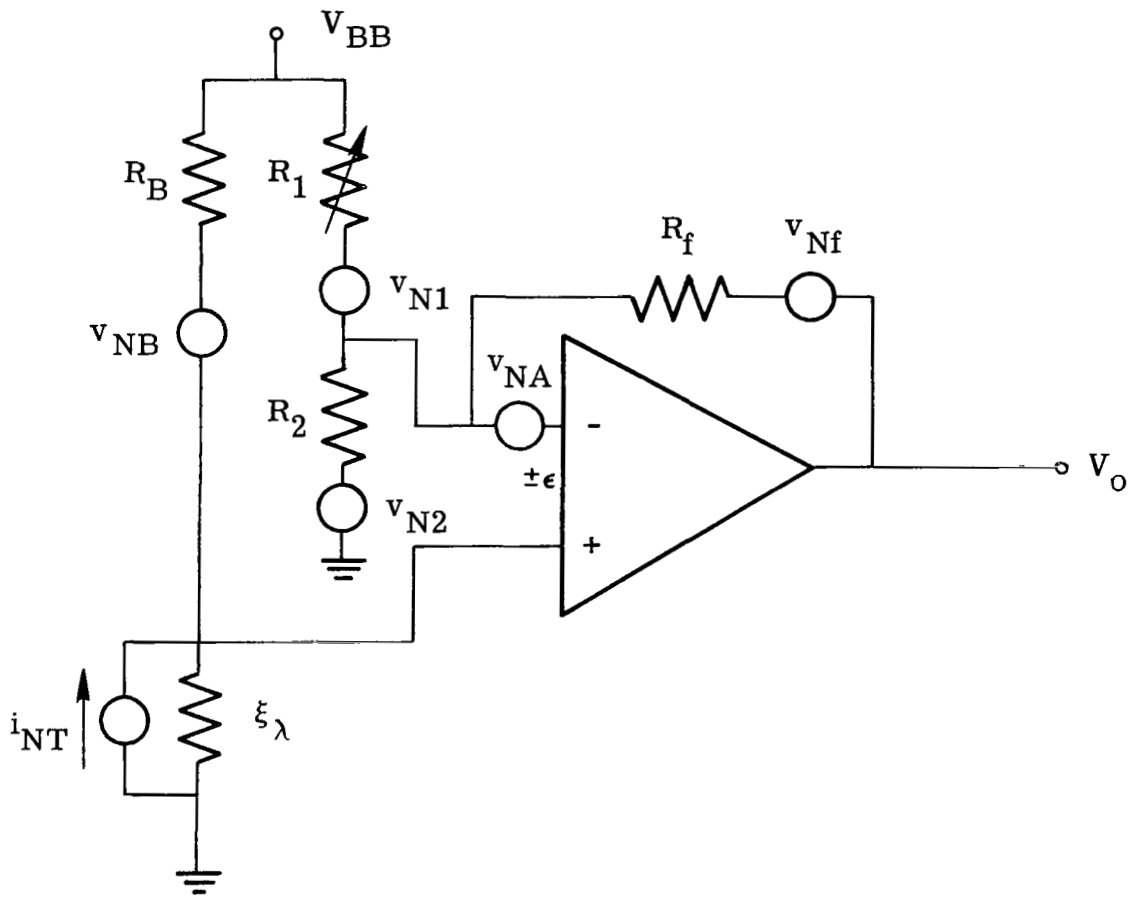 V_BB
R_B
R_1
v_N1
v_NB
R_f
v_Nf
v_NA
R_2
-
±ϵ
V_o
v_N2
+
i_NT
ξ_λ